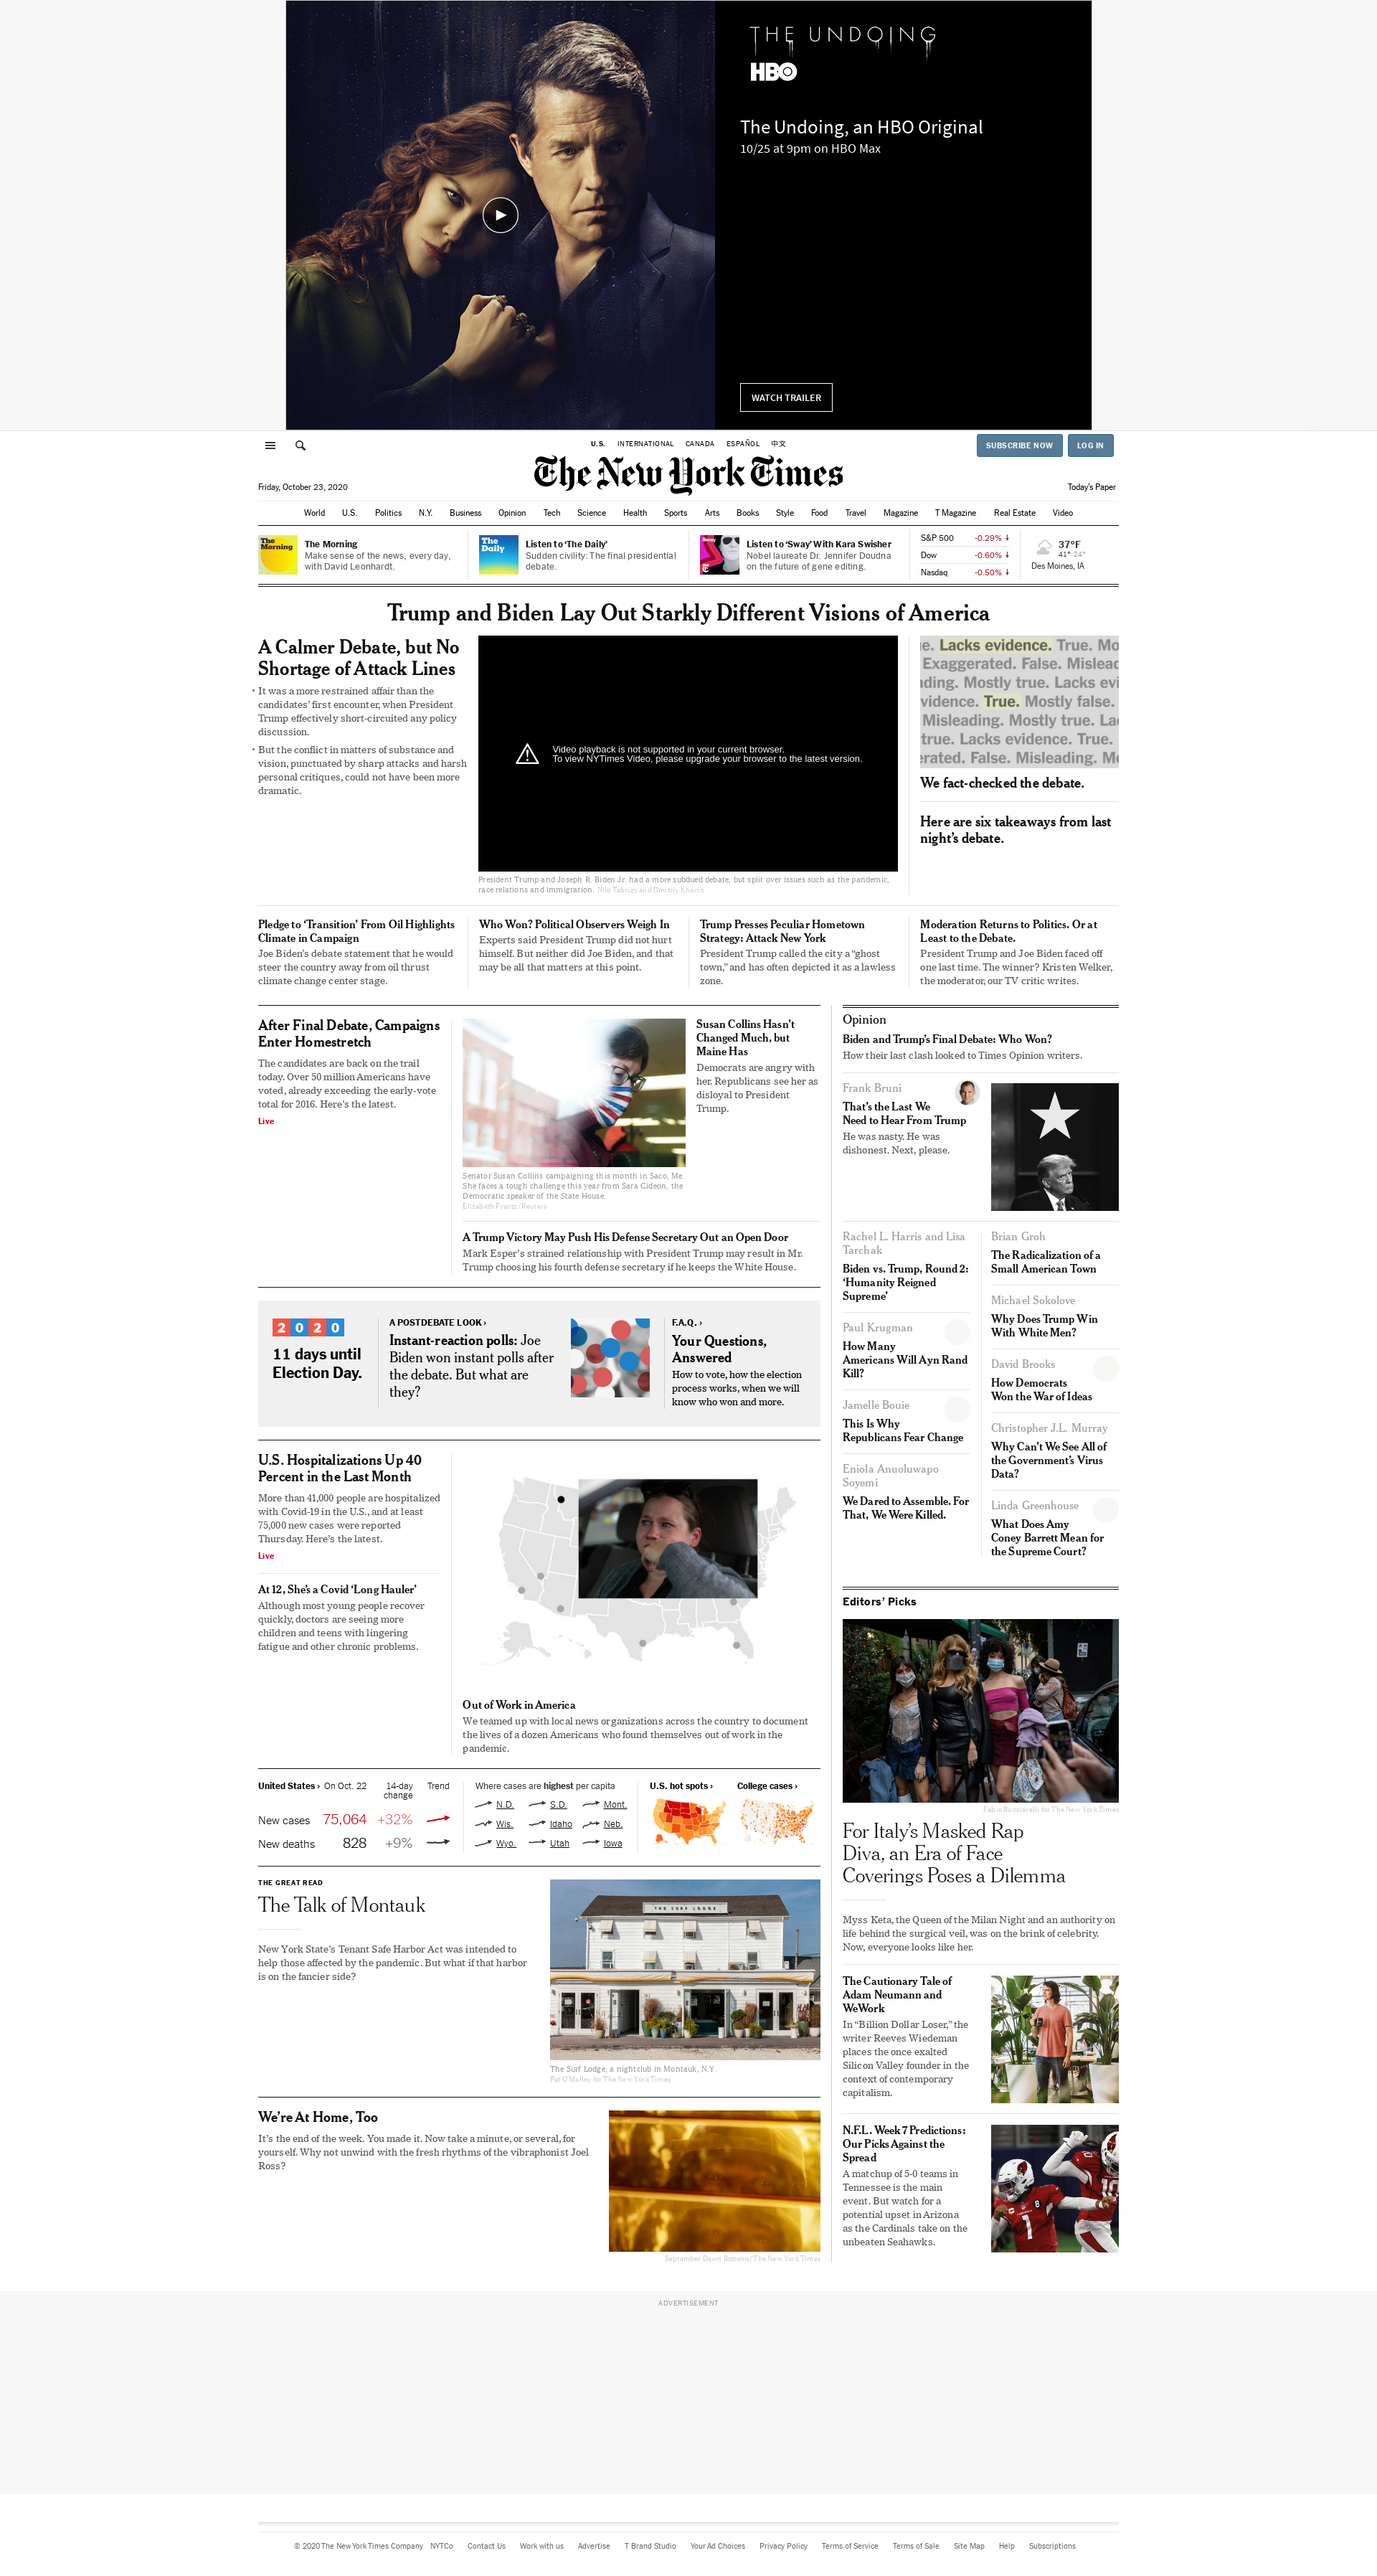 THE UNDOING
HBO
The Undoing, an HBO Original
10/25 at 9pm on HBO Max
WATCH TRAILER
U.S. INTERNATIONAL CANADA ESPAÑOL 中文
SUBSCRIBE NOW LOG IN
The New York Times
Friday, October 23, 2020
Today's Paper
World U.S. Politics N.Y. Business Opinion Tech Science Health Sports Arts Books Style Food Travel Magazine T Magazine Real Estate Video
The Morning
The Morning
Make sense of the news, every day,
with David Leonhardt.
The Daily
Listen to ‘The Daily’
Sudden civility: The final presidential
debate.
Sway
Listen to ‘Sway’ With Kara Swisher
Nobel laureate Dr. Jennifer Doudna
on the future of gene editing.
S&P 500 -0.29%
Dow -0.60%
Nasdaq -0.50%
37°F
41° 24°
Des Moines, IA
Trump and Biden Lay Out Starkly Different Visions of America
A Calmer Debate, but No
Shortage of Attack Lines
• It was a more restrained affair than the
candidates’ first encounter, when President
Trump effectively short-circuited any policy
discussion.
• But the conflict in matters of substance and
vision, punctuated by sharp attacks and harsh
personal critiques, could not have been more
dramatic.
Video playback is not supported in your current browser.
To view NYTimes Video, please upgrade your browser to the latest version.
President Trump and Joseph R. Biden Jr. had a more subdued debate, but split over issues such as the pandemic,
race relations and immigration. Nilo Tabrizy and Dmitriy Khavin
e. Lacks evidence. True. Mo
Exaggerated. False. Mislead
ading. Mostly true. Lacks evi
vidence. True. Mostly false.
Misleading. Mostly true. Lac
true. Lacks evidence. True.
erated. False. Misleading. M
We fact-checked the debate.
Here are six takeaways from last
night’s debate.
Pledge to ‘Transition’ From Oil Highlights
Climate in Campaign
Joe Biden’s debate statement that he would
steer the country away from oil thrust
climate change center stage.
Who Won? Political Observers Weigh In
Experts said President Trump did not hurt
himself. But neither did Joe Biden, and that
may be all that matters at this point.
Trump Presses Peculiar Hometown
Strategy: Attack New York
President Trump called the city a “ghost
town,” and has often depicted it as a lawless
zone.
Moderation Returns to Politics. Or at
Least to the Debate.
President Trump and Joe Biden faced off
one last time. The winner? Kristen Welker,
the moderator, our TV critic writes.
After Final Debate, Campaigns
Enter Homestretch
The candidates are back on the trail
today. Over 50 million Americans have
voted, already exceeding the early-vote
total for 2016. Here’s the latest.
Live
Senator Susan Collins campaigning this month in Saco, Me.
She faces a tough challenge this year from Sara Gideon, the
Democratic speaker of the State House.
Elizabeth Frantz/Reuters
Susan Collins Hasn’t
Changed Much, but
Maine Has
Democrats are angry with
her. Republicans see her as
disloyal to President
Trump.
A Trump Victory May Push His Defense Secretary Out an Open Door
Mark Esper’s strained relationship with President Trump may result in Mr.
Trump choosing his fourth defense secretary if he keeps the White House.
2020
11 days until
Election Day.
A POSTDEBATE LOOK ›
Instant-reaction polls: Joe
Biden won instant polls after
the debate. But what are
they?
F.A.Q. ›
Your Questions,
Answered
How to vote, how the election
process works, when we will
know who won and more.
U.S. Hospitalizations Up 40
Percent in the Last Month
More than 41,000 people are hospitalized
with Covid-19 in the U.S., and at least
75,000 new cases were reported
Thursday. Here’s the latest.
Live
At 12, She’s a Covid ‘Long Hauler’
Although most young people recover
quickly, doctors are seeing more
children and teens with lingering
fatigue and other chronic problems.
Out of Work in America
We teamed up with local news organizations across the country to document
the lives of a dozen Americans who found themselves out of work in the
pandemic.
United States › On Oct. 22 14-day change Trend
New cases 75,064 +32%
New deaths 828 +9%
Where cases are highest per capita
N.D. S.D. Mont.
Wis. Idaho Neb.
Wyo. Utah Iowa
U.S. hot spots ›
College cases ›
THE GREAT READ
The Talk of Montauk
New York State’s Tenant Safe Harbor Act was intended to
help those affected by the pandemic. But what if that harbor
is on the fancier side?
THE SURF LODGE
The Surf Lodge, a nightclub in Montauk, N.Y.
Pat O'Malley for The New York Times
We’re At Home, Too
It’s the end of the week. You made it. Now take a minute, or several, for
yourself. Why not unwind with the fresh rhythms of the vibraphonist Joel
Ross?
September Dawn Bottoms/The New York Times
Opinion
Biden and Trump’s Final Debate: Who Won?
How their last clash looked to Times Opinion writers.
Frank Bruni
That’s the Last We
Need to Hear From Trump
He was nasty. He was
dishonest. Next, please.
Rachel L. Harris and Lisa
Tarchak
Biden vs. Trump, Round 2:
‘Humanity Reigned
Supreme’
Paul Krugman
How Many
Americans Will Ayn Rand
Kill?
Jamelle Bouie
This Is Why
Republicans Fear Change
Eniola Anuoluwapo
Soyemi
We Dared to Assemble. For
That, We Were Killed.
Brian Groh
The Radicalization of a
Small American Town
Michael Sokolove
Why Does Trump Win
With White Men?
David Brooks
How Democrats
Won the War of Ideas
Christopher J.L. Murray
Why Can’t We See All of
the Government’s Virus
Data?
Linda Greenhouse
What Does Amy
Coney Barrett Mean for
the Supreme Court?
Editors’ Picks
Fabio Bucciarelli for The New York Times
For Italy’s Masked Rap
Diva, an Era of Face
Coverings Poses a Dilemma
Myss Keta, the Queen of the Milan Night and an authority on
life behind the surgical veil, was on the brink of celebrity.
Now, everyone looks like her.
The Cautionary Tale of
Adam Neumann and
WeWork
In “Billion Dollar Loser,” the
writer Reeves Wiedeman
places the once exalted
Silicon Valley founder in the
context of contemporary
capitalism.
N.F.L. Week 7 Predictions:
Our Picks Against the
Spread
A matchup of 5-0 teams in
Tennessee is the main
event. But watch for a
potential upset in Arizona
as the Cardinals take on the
unbeaten Seahawks.
ADVERTISEMENT
© 2020 The New York Times Company NYTCo Contact Us Work with us Advertise T Brand Studio Your Ad Choices Privacy Policy Terms of Service Terms of Sale Site Map Help Subscriptions